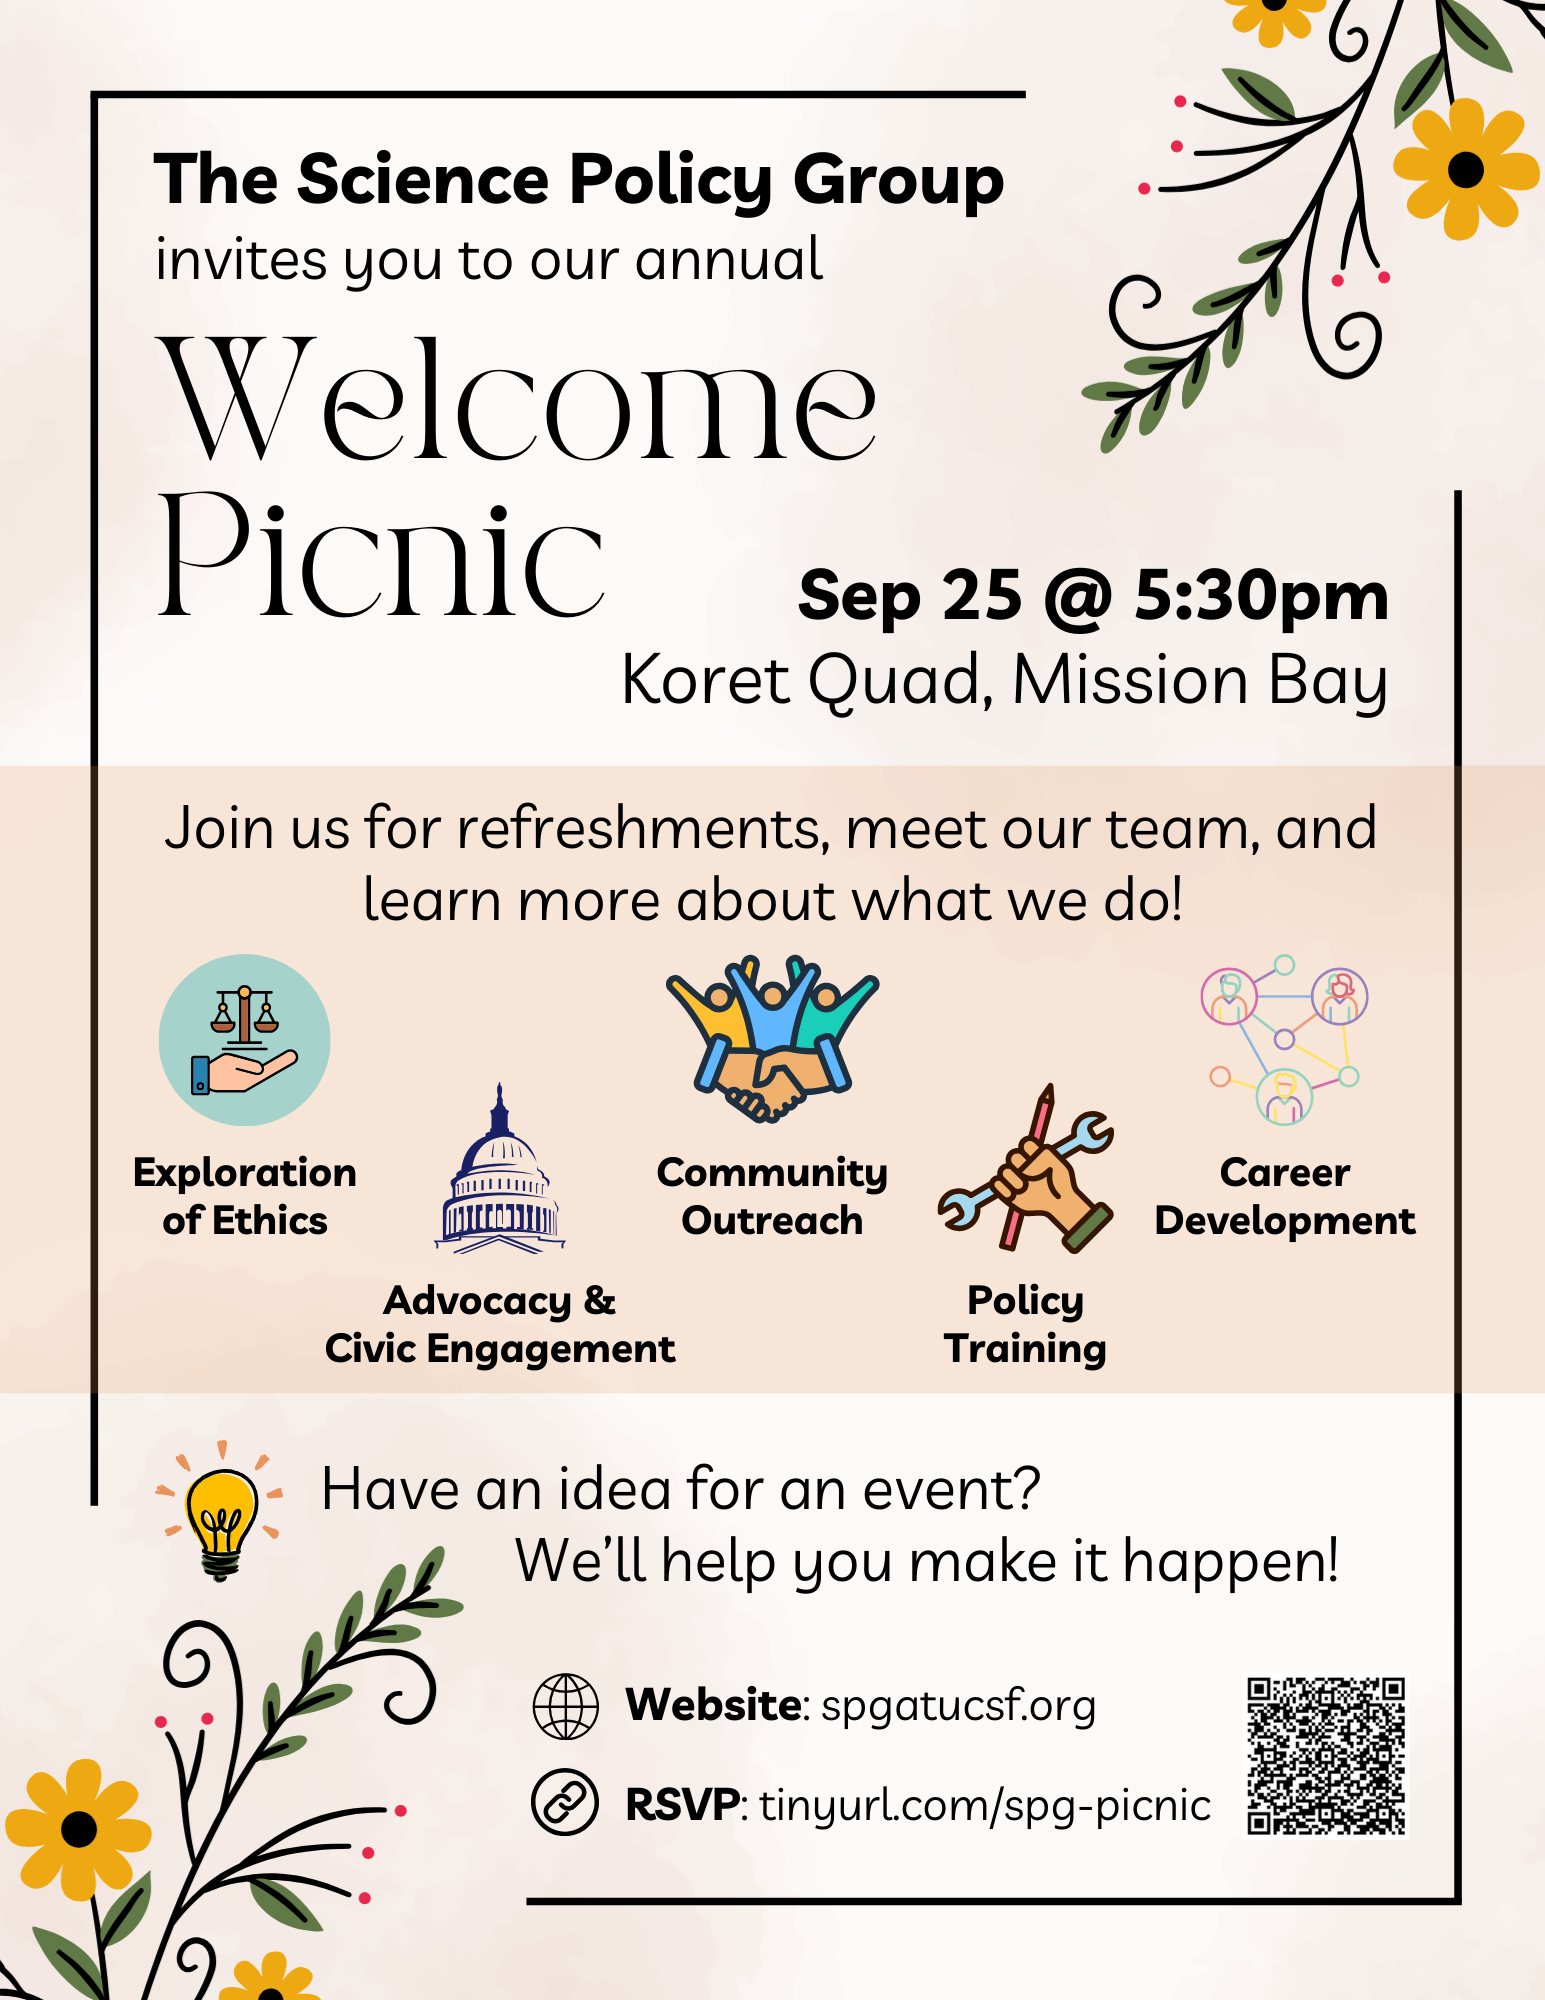 The Science Policy Group
invites you to our annual
Welcome
Picnic
Sep 25 @ 5:30pm
Koret Quad, Mission Bay
Join us for refreshments, meet our team, and
learn more about what we do!
Exploration
of Ethics
Advocacy &
Civic Engagement
Community
Outreach
Policy
Training
Career
Development
Have an idea for an event?
We’ll help you make it happen!
Website: spgatucsf.org
RSVP: tinyurl.com/spg-picnic